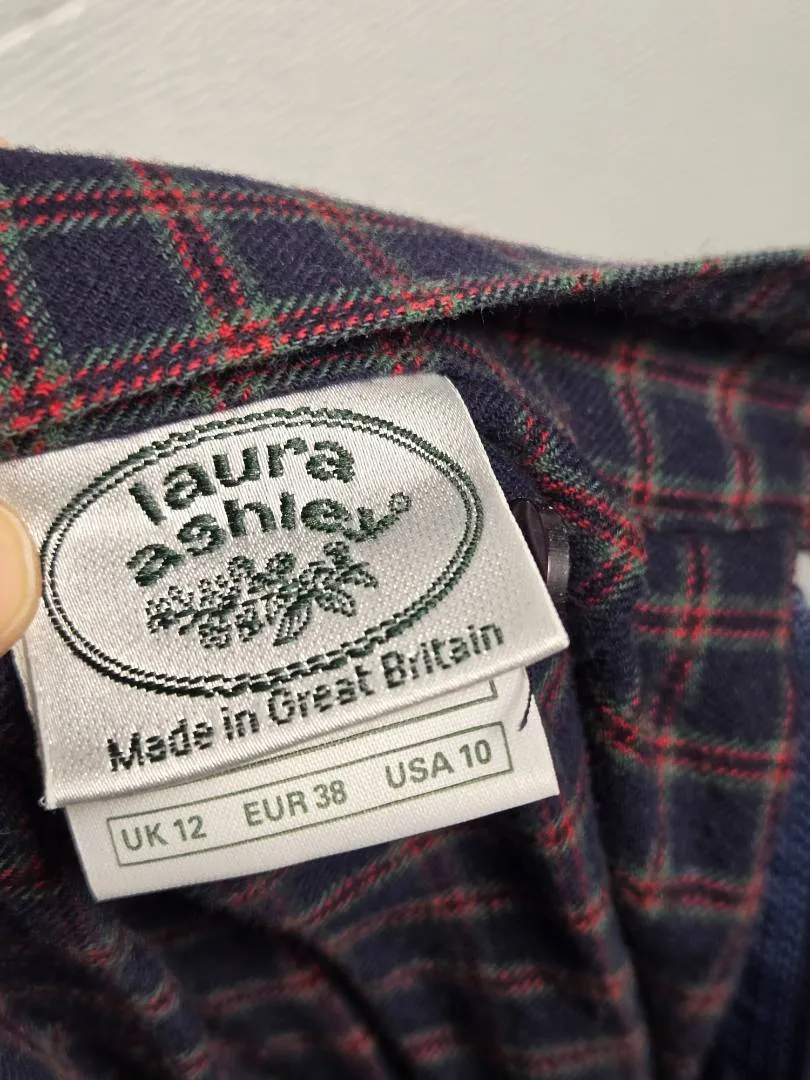 laura
ashley
Made in Great Britain
UK 12 EUR 38 USA 10